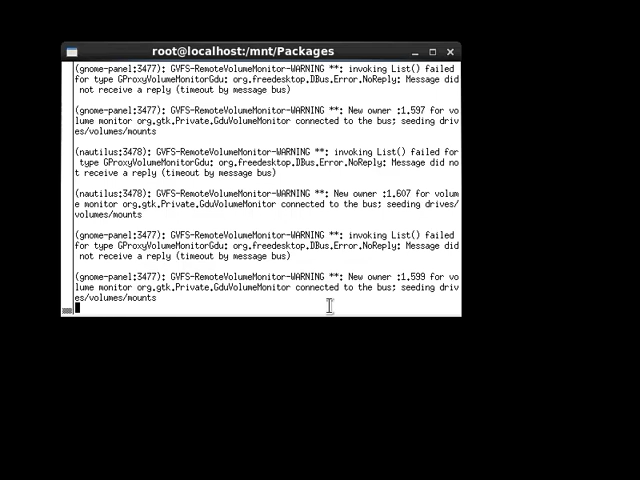 root@localhost:/mnt/Packages
(gnome-panel:3477): GVFS-RemoteVolumeMonitor-WARNING **: invoking List() failed
for type GProxyVolumeMonitorGdu: org.freedesktop.DBus.Error.NoReply: Message did
 not receive a reply (timeout by message bus)
(gnome-panel:3477): GVFS-RemoteVolumeMonitor-WARNING **: New owner :1.597 for vo
lume monitor org.gtk.Private.GduVolumeMonitor connected to the bus; seeding driv
es/volumes/mounts
(nautilus:3478): GVFS-RemoteVolumeMonitor-WARNING **: invoking List() failed for
 type GProxyVolumeMonitorGdu: org.freedesktop.DBus.Error.NoReply: Message did no
t receive a reply (timeout by message bus)
(nautilus:3478): GVFS-RemoteVolumeMonitor-WARNING **: New owner :1.607 for volum
e monitor org.gtk.Private.GduVolumeMonitor connected to the bus; seeding drives/
volumes/mounts
(gnome-panel:3477): GVFS-RemoteVolumeMonitor-WARNING **: invoking List() failed
for type GProxyVolumeMonitorGdu: org.freedesktop.DBus.Error.NoReply: Message did
 not receive a reply (timeout by message bus)
(gnome-panel:3477): GVFS-RemoteVolumeMonitor-WARNING **: New owner :1.599 for vo
lume monitor org.gtk.Private.GduVolumeMonitor connected to the bus; seeding driv
es/volumes/mounts